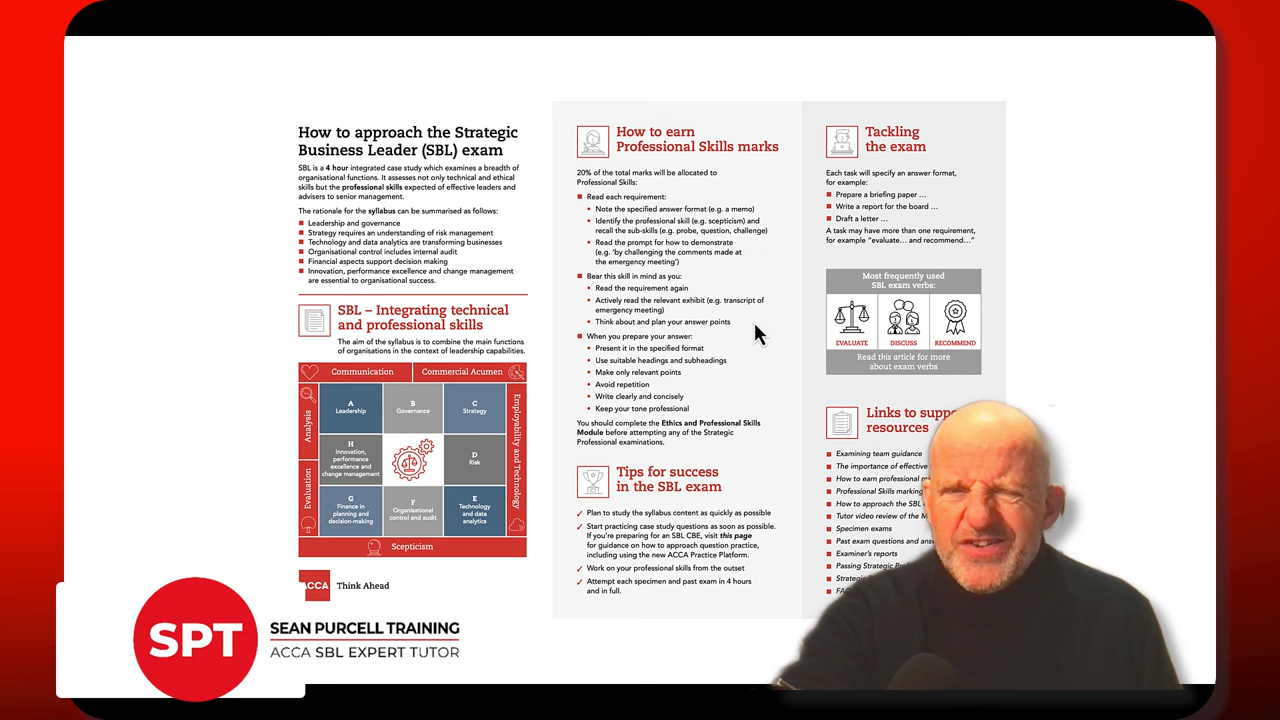 How to approach the Strategic
Business Leader (SBL) exam
SBL is a 4 hour integrated case study which examines a breadth of
organisational functions. It assesses not only technical and ethical
skills but the professional skills expected of effective leaders and
advisers to senior management.
The rationale for the syllabus can be summarised as follows:
Leadership and governance
Strategy requires an understanding of risk management
Technology and data analytics are transforming businesses
Organisational control includes internal audit
Financial aspects support decision making
Innovation, performance excellence and change management
are essential to organisational success.
SBL – Integrating technical
and professional skills
The aim of the syllabus is to combine the main functions
of organisations in the context of leadership capabilities.
Communication
Commercial Acumen
Analysis
Evaluation
Employability and Technology
A
Leadership
B
Governance
C
Strategy
H
Innovation,
performance
excellence and
change management
D
Risk
G
Finance in
planning and
decision-making
F
Organisational
control and audit
E
Technology
and data
analytics
Scepticism
ACCA
Think Ahead
How to earn
Professional Skills marks
20% of the total marks will be allocated to
Professional Skills:
Read each requirement:
• Note the specified answer format (e.g. a memo)
• Identify the professional skill (e.g. scepticism) and
recall the sub-skills (e.g. probe, question, challenge)
• Read the prompt for how to demonstrate
(e.g. 'by challenging the comments made at
the emergency meeting')
Bear this skill in mind as you:
• Read the requirement again
• Actively read the relevant exhibit (e.g. transcript of
emergency meeting)
• Think about and plan your answer points
When you prepare your answer:
• Present it in the specified format
• Use suitable headings and subheadings
• Make only relevant points
• Avoid repetition
• Write clearly and concisely
• Keep your tone professional
You should complete the Ethics and Professional Skills
Module before attempting any of the Strategic
Professional examinations.
Tips for success
in the SBL exam
✓ Plan to study the syllabus content as quickly as possible
✓ Start practicing case study questions as soon as possible.
If you're preparing for an SBL CBE, visit this page
for guidance on how to approach question practice,
including using the new ACCA Practice Platform.
✓ Work on your professional skills from the outset
✓ Attempt each specimen and past exam in 4 hours
and in full.
Tackling
the exam
Each task will specify an answer format,
for example:
Prepare a briefing paper …
Write a report for the board …
Draft a letter …
A task may have more than one requirement,
for example “evaluate… and recommend…”
Most frequently used
SBL exam verbs:
EVALUATE
DISCUSS
RECOMMEND
Read this article for more
about exam verbs
Links to supp
resources
Examining team guidance
The importance of effective
How to earn professional m
Professional Skills marking
How to approach the SBL
Tutor video review of the M
Specimen exams
Past exam questions and ans
Examiner's reports
Passing Strategic Prof
Strategic
FA
SPT
SEAN PURCELL TRAINING
ACCA SBL EXPERT TUTOR